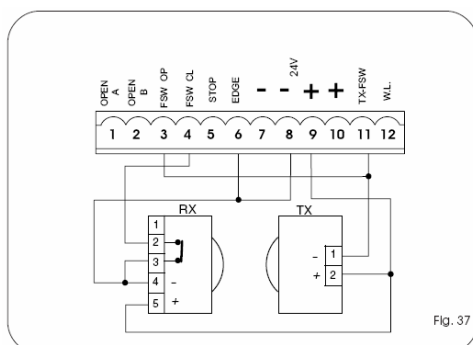 OPEN A
OPEN B
FSW OP
FSW CL
STOP
EDGE
- - 24V + +
TX-FSW
W.L.
1 2 3 4 5 6 7 8 9 10 11 12
RX
TX
1
2
3
4 -
5 +
- 1
+ 2
Fig. 37